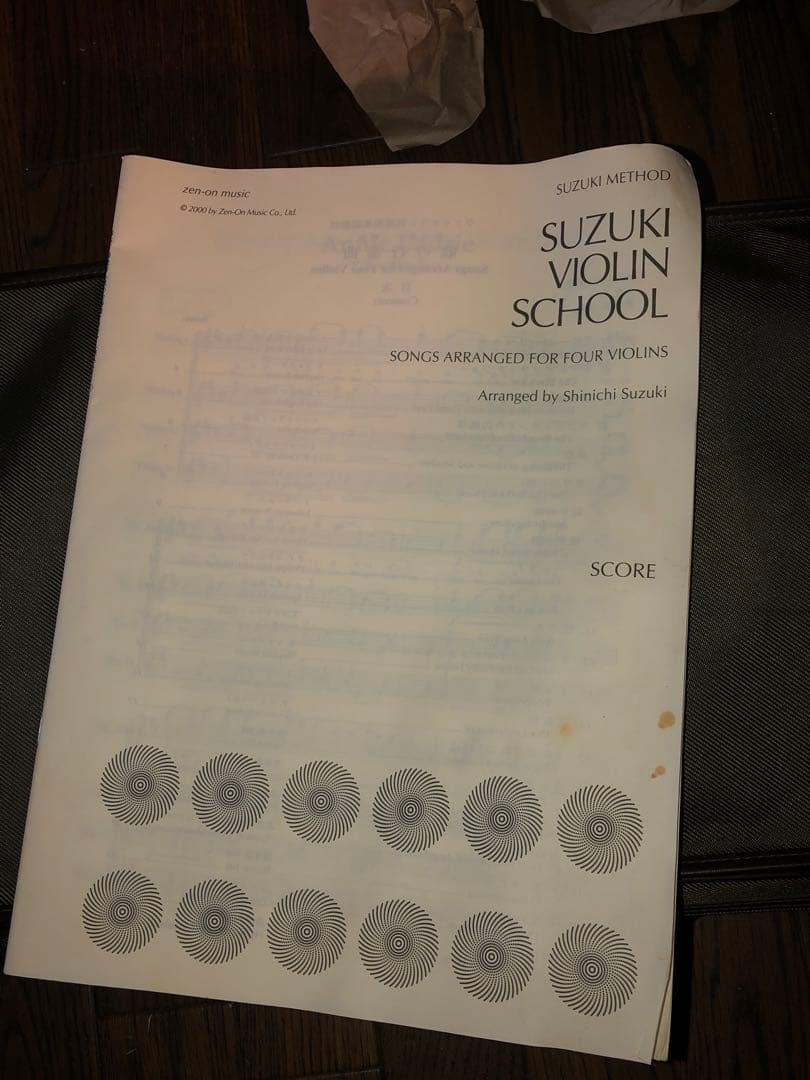 zen-on music
© 2000 by Zen-On Music Co., Ltd.
SUZUKI METHOD
SUZUKI
VIOLIN
SCHOOL
SONGS ARRANGED FOR FOUR VIOLINS
Arranged by Shinichi Suzuki
SCORE